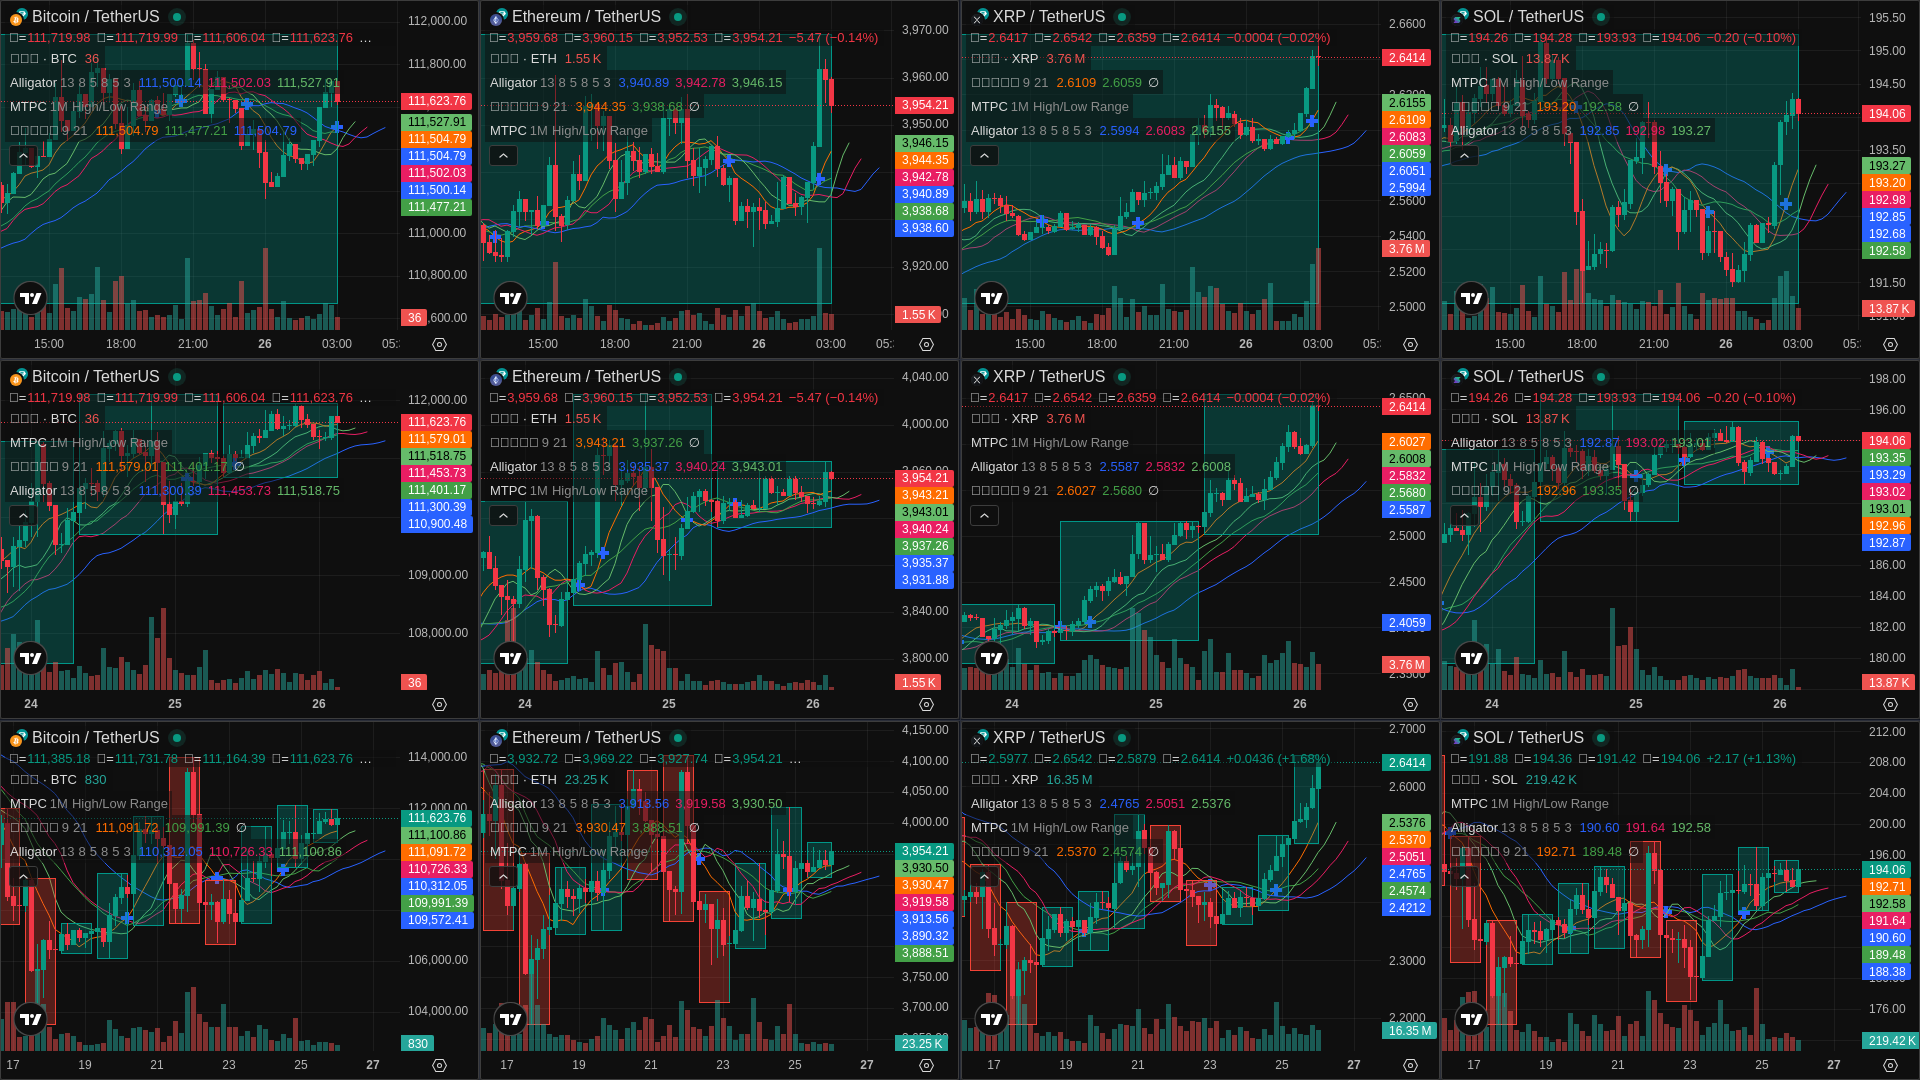 Bitcoin / TetherUS
=111,719.98 =111,719.99 =111,606.04 =111,623.76 ...
· BTC 36
Alligator 13 8 5 8 5 3 111,500.14 111,502.03 111,527.91
MTPC 1M High/Low Range
9 21 111,504.79 111,477.21 111,504.79
112,000.00
111,800.00
111,623.76
111,527.91
111,504.79
111,504.79
111,502.03
111,500.14
111,477.21
111,000.00
110,800.00
36
15:00 18:00 21:00 26 03:00
Ethereum / TetherUS
=3,959.68 =3,960.15 =3,952.53 =3,954.21 −5.47 (−0.14%)
· ETH 1.55 K
Alligator 13 8 5 8 5 3 3,940.89 3,942.78 3,946.15
9 21 3,944.35 3,938.68 ∅
MTPC 1M High/Low Range
3,970.00
3,960.00
3,954.21
3,950.00
3,946.15
3,944.35
3,942.78
3,940.89
3,938.68
3,938.60
3,920.00
1.55 K
15:00 18:00 21:00 26 03:00
XRP / TetherUS
=2.6417 =2.6542 =2.6359 =2.6414 −0.0004 (−0.02%)
· XRP 3.76 M
9 21 2.6109 2.6059 ∅
MTPC 1M High/Low Range
Alligator 13 8 5 8 5 3 2.5994 2.6083 2.6155
2.6600
2.6414
2.6155
2.6109
2.6083
2.6059
2.6051
2.5994
2.5600
2.5400
3.76 M
2.5200
2.5000
15:00 18:00 21:00 26 03:00
SOL / TetherUS
=194.26 =194.28 =193.93 =194.06 −0.20 (−0.10%)
· SOL 13.87 K
MTPC 1M High/Low Range
9 21 193.20 192.58 ∅
Alligator 13 8 5 8 5 3 192.85 192.98 193.27
195.50
195.00
194.50
194.06
193.50
193.27
193.20
192.98
192.85
192.68
192.58
191.50
13.87 K
15:00 18:00 21:00 26 03:00
Bitcoin / TetherUS
=111,719.98 =111,719.99 =111,606.04 =111,623.76 ...
· BTC 36
MTPC 1M High/Low Range
9 21 111,579.01 111,401.17 ∅
Alligator 13 8 5 8 5 3 111,300.39 111,453.73 111,518.75
112,000.00
111,623.76
111,579.01
111,518.75
111,453.73
111,401.17
111,300.39
110,900.48
109,000.00
108,000.00
36
24 25 26
Ethereum / TetherUS
=3,959.68 =3,960.15 =3,952.53 =3,954.21 −5.47 (−0.14%)
· ETH 1.55 K
9 21 3,943.21 3,937.26 ∅
Alligator 13 8 5 8 5 3 3,935.37 3,940.24 3,943.01
MTPC 1M High/Low Range
4,040.00
4,000.00
3,954.21
3,943.21
3,943.01
3,940.24
3,937.26
3,935.37
3,931.88
3,840.00
3,800.00
1.55 K
24 25 26
XRP / TetherUS
=2.6417 =2.6542 =2.6359 =2.6414 −0.0004 (−0.02%)
· XRP 3.76 M
MTPC 1M High/Low Range
Alligator 13 8 5 8 5 3 2.5587 2.5832 2.6008
9 21 2.6027 2.5680 ∅
2.6414
2.6027
2.6008
2.5832
2.5680
2.5587
2.5000
2.4500
2.4059
3.76 M
24 25 26
SOL / TetherUS
=194.26 =194.28 =193.93 =194.06 −0.20 (−0.10%)
· SOL 13.87 K
Alligator 13 8 5 8 5 3 192.87 193.02 193.01
MTPC 1M High/Low Range
9 21 192.96 193.35 ∅
198.00
196.00
194.06
193.35
193.29
193.02
193.01
192.96
192.87
186.00
184.00
182.00
180.00
13.87 K
24 25 26
Bitcoin / TetherUS
=111,385.18 =111,731.78 =111,164.39 =111,623.76 ...
· BTC 830
MTPC 1M High/Low Range
9 21 111,091.72 109,991.39 ∅
Alligator 13 8 5 8 5 3 110,312.05 110,726.33 111,100.86
114,000.00
112,000.00
111,623.76
111,100.86
111,091.72
110,726.33
110,312.05
109,991.39
109,572.41
106,000.00
104,000.00
830
17 19 21 23 25 27
Ethereum / TetherUS
=3,932.72 =3,969.22 =3,927.74 =3,954.21 ...
· ETH 23.25 K
Alligator 13 8 5 8 5 3 3,913.56 3,919.58 3,930.50
9 21 3,930.47 3,888.51 ∅
MTPC 1M High/Low Range
4,150.00
4,100.00
4,050.00
4,000.00
3,954.21
3,930.50
3,930.47
3,919.58
3,913.56
3,890.32
3,888.51
3,750.00
3,700.00
23.25 K
17 19 21 23 25 27
XRP / TetherUS
=2.5977 =2.6542 =2.5879 =2.6414 +0.0436 (+1.68%)
· XRP 16.35 M
Alligator 13 8 5 8 5 3 2.4765 2.5051 2.5376
MTPC 1M High/Low Range
9 21 2.5370 2.4574 ∅
2.7000
2.6414
2.6000
2.5376
2.5370
2.5051
2.4765
2.4574
2.4212
2.3000
2.2000
16.35 M
17 19 21 23 25 27
SOL / TetherUS
=191.88 =194.36 =191.42 =194.06 +2.17 (+1.13%)
· SOL 219.42 K
MTPC 1M High/Low Range
Alligator 13 8 5 8 5 3 190.60 191.64 192.58
9 21 192.71 189.48 ∅
212.00
208.00
204.00
200.00
196.00
194.06
192.71
192.58
191.64
190.60
189.48
188.38
176.00
219.42 K
17 19 21 23 25 27